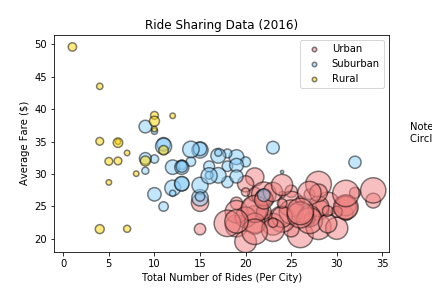 Ride Sharing Data (2016)
Urban
Suburban
Rural
50
45
40
35
30
25
20
Average Fare ($)
0 5 10 15 20 25 30 35
Total Number of Rides (Per City)
Note
Circl